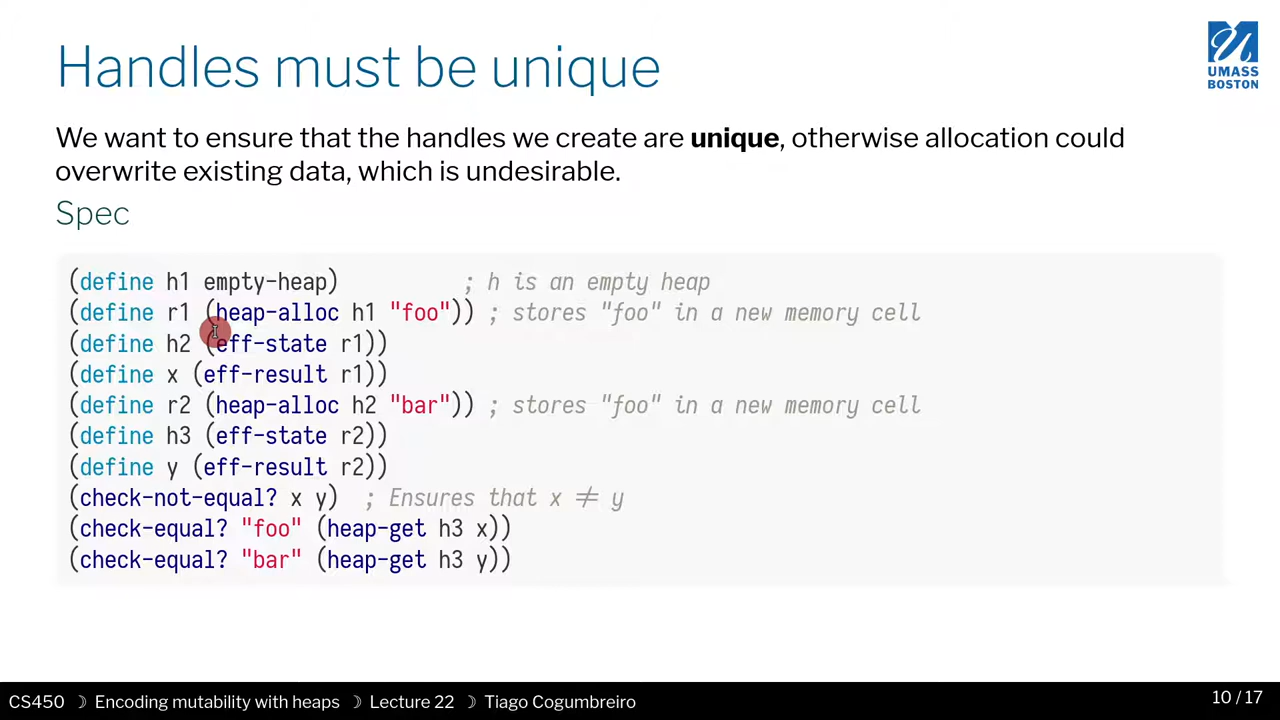 Handles must be unique
UMASS
BOSTON
We want to ensure that the handles we create are unique, otherwise allocation could
overwrite existing data, which is undesirable.
Spec
(define h1 empty-heap) ; h is an empty heap
(define r1 (heap-alloc h1 "foo")) ; stores "foo" in a new memory cell
(define h2 (eff-state r1))
(define x (eff-result r1))
(define r2 (heap-alloc h2 "bar")) ; stores "foo" in a new memory cell
(define h3 (eff-state r2))
(define y (eff-result r2))
(check-not-equal? x y) ; Ensures that x ≠ y
(check-equal? "foo" (heap-get h3 x))
(check-equal? "bar" (heap-get h3 y))
CS450 ☽ Encoding mutability with heaps ☽ Lecture 22 ☽ Tiago Cogumbreiro
10 / 17